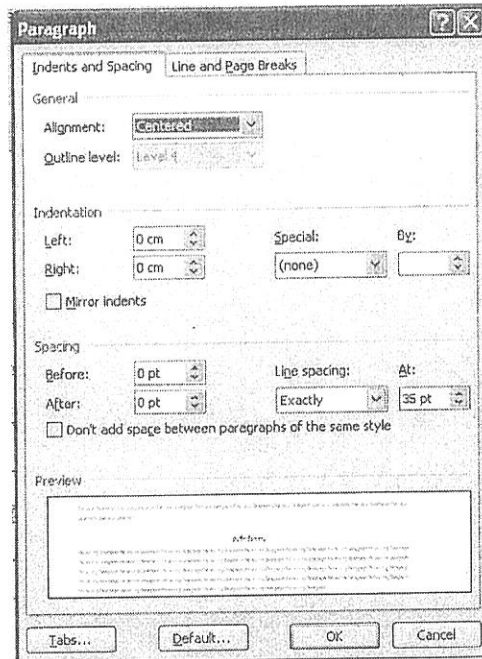 Paragraph
Indents and Spacing Line and Page Breaks
General
Alignment: Centered
Outline level: Level 4
Indentation
Left: 0 cm Special: By:
Right: 0 cm (none)
Mirror indents
Spacing
Before: 0 pt Line spacing: At:
After: 0 pt Exactly 35 pt
Don't add space between paragraphs of the same style
Preview
Tabs... Default... OK Cancel